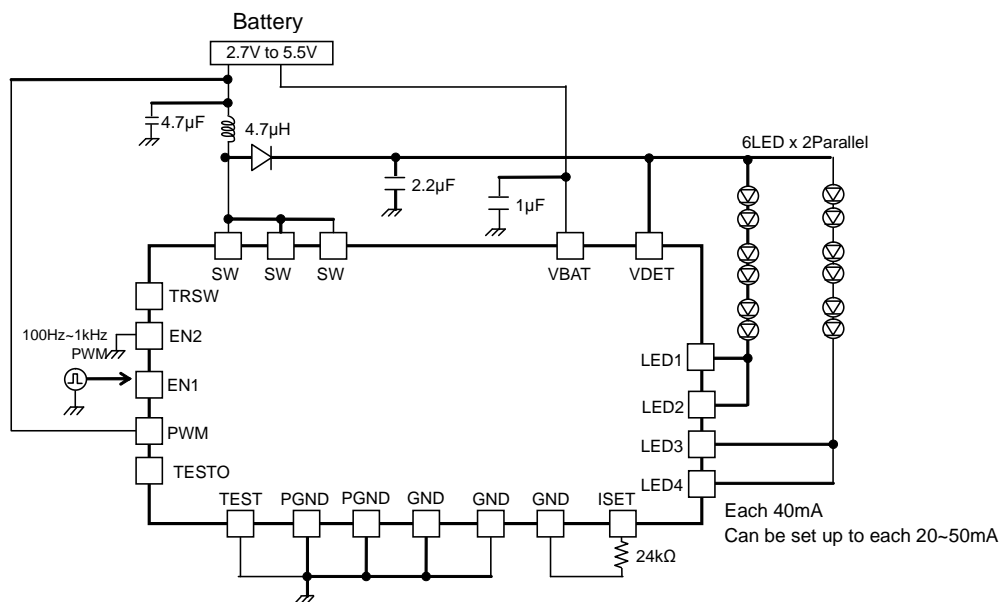 Battery
2.7V to 5.5V
4.7µF
4.7µH
6LED x 2Parallel
2.2µF
1µF
SW
SW
SW
VBAT
VDET
TRSW
100Hz~1kHz
PWM
EN2
EN1
PWM
TESTO
LED1
LED2
LED3
LED4
TEST
PGND
PGND
GND
GND
GND
ISET
24kΩ
Each 40mA
Can be set up to each 20~50mA